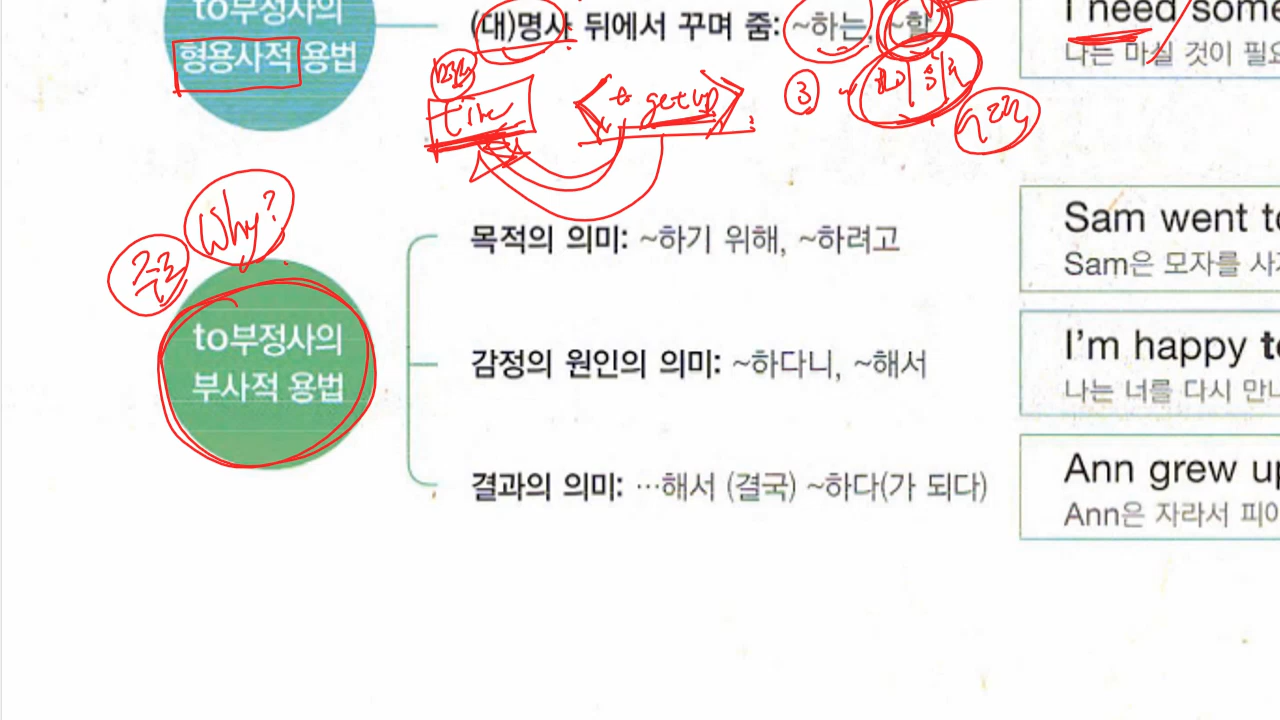 to부정사의
형용사적 용법
(대)명사 뒤에서 꾸며 줌: ~하는, ~할
I need some
나는 마실 것이 필요
time to get up ③
Why?
주로
to부정사의
부사적 용법
목적의 의미: ~하기 위해, ~하려고
Sam went to
Sam은 모자를 사
감정의 원인의 의미: ~하다니, ~해서
I'm happy to
나는 너를 다시 만나
결과의 의미: …해서 (결국) ~하다(가 되다)
Ann grew up
Ann은 자라서 피아